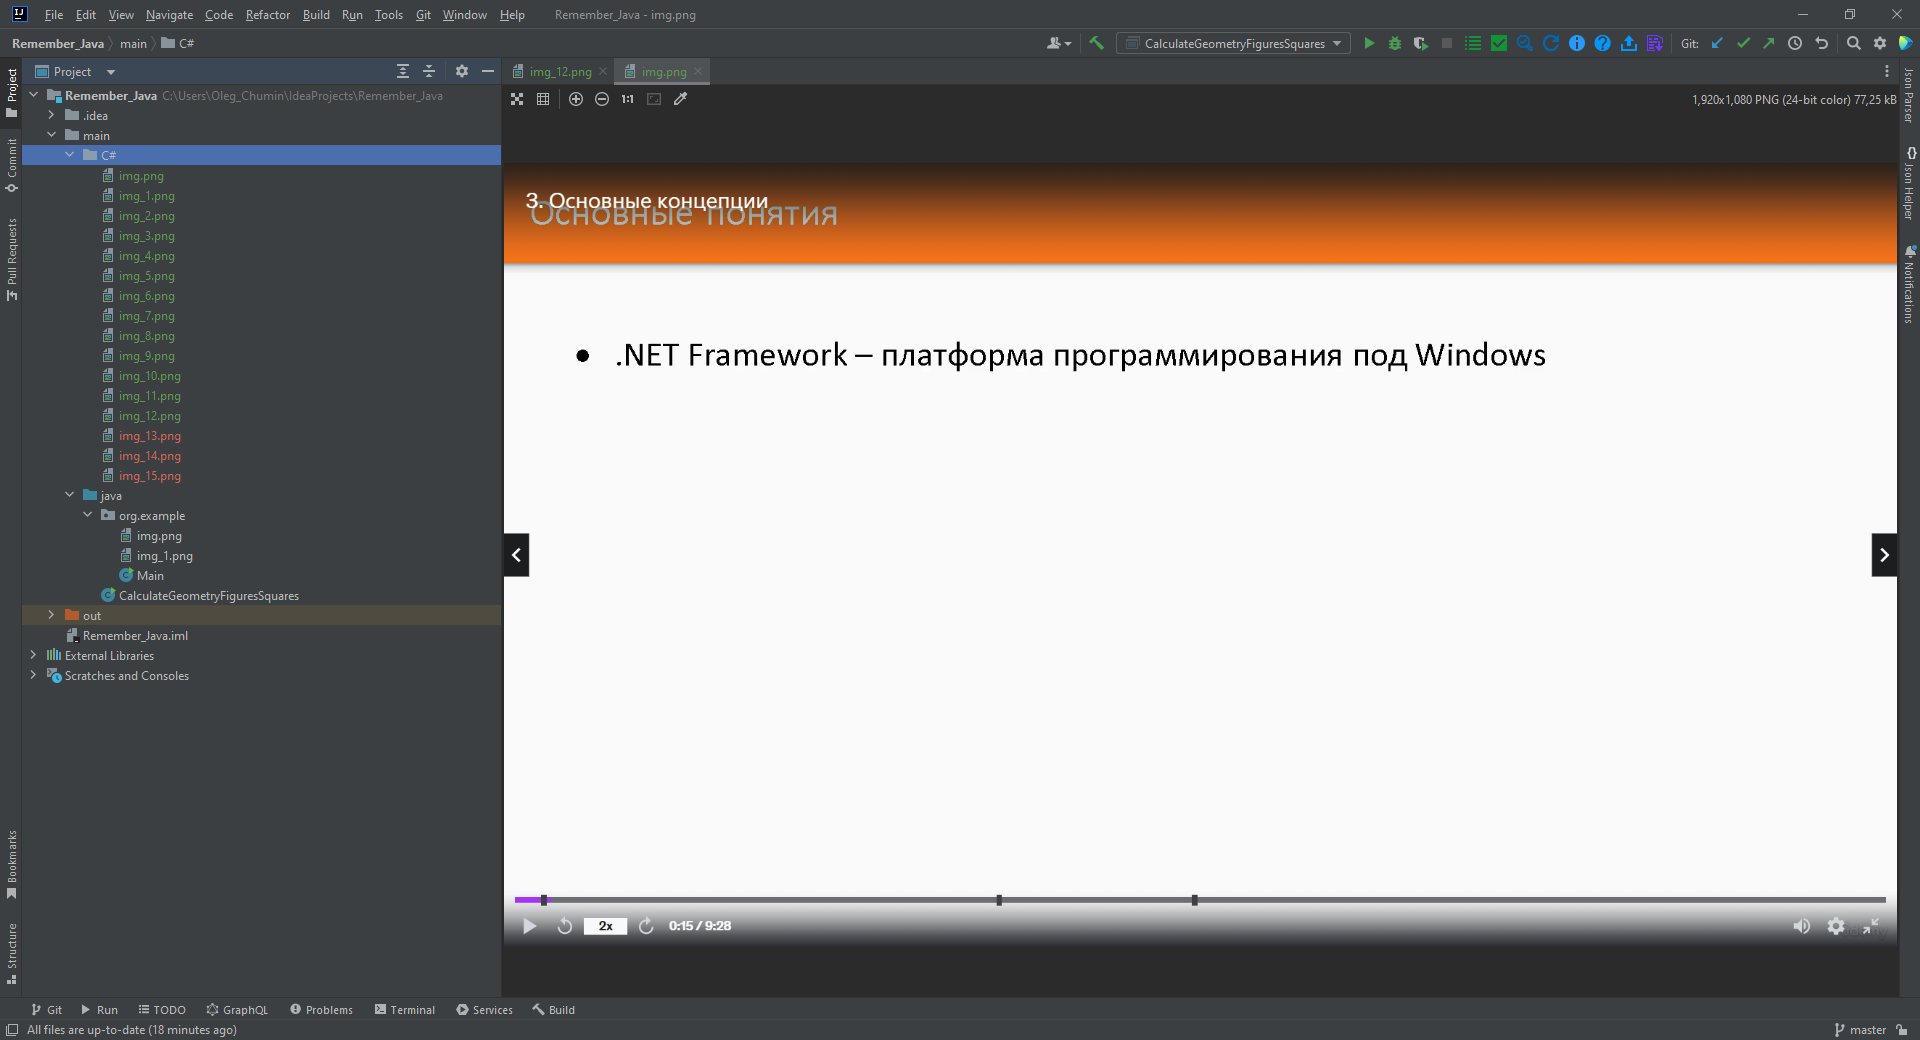 File Edit View Navigate Code Refactor Build Run Tools Git Window Help Remember_Java - img.png
Remember_Java main C# CalculateGeometryFiguresSquares Git:
Project
img_12.png img.png
Remember_Java C:\Users\Oleg_Chumin\IdeaProjects\Remember_Java
1,920x1,080 PNG (24-bit color) 77,25 kB
1:1
.idea
main
C#
img.png
img_1.png
img_2.png
img_3.png
img_4.png
img_5.png
img_6.png
img_7.png
img_8.png
img_9.png
img_10.png
img_11.png
img_12.png
img_13.png
img_14.png
img_15.png
java
org.example
img.png
img_1.png
Main
CalculateGeometryFiguresSquares
out
Remember_Java.iml
External Libraries
Scratches and Consoles
3. Основные концепции
Основные понятия
• .NET Framework – платформа программирования под Windows
2x 0:15 / 9:28
Project
Commit
Pull Requests
Bookmarks
Structure
Json Parser
{} Json Helper
Notifications
Git Run TODO GraphQL Problems Terminal Services Build
All files are up-to-date (18 minutes ago) master